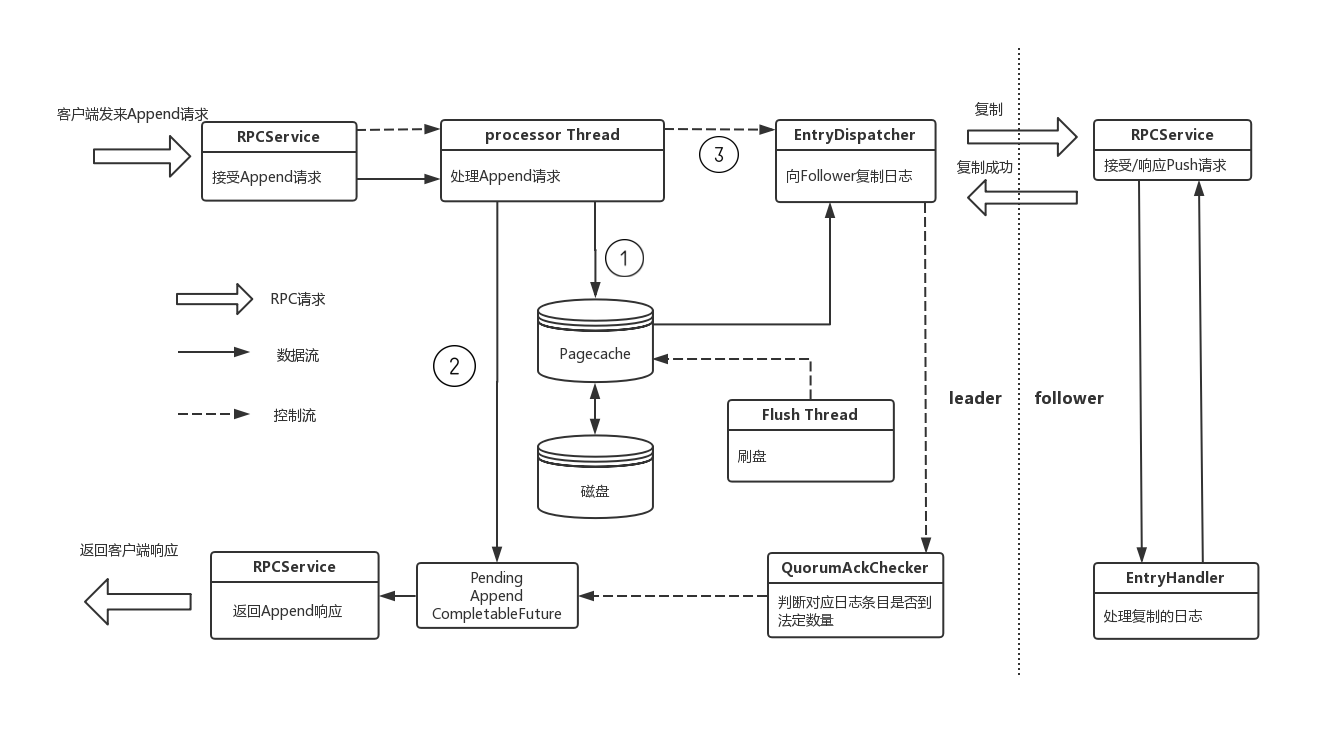 客户端发来Append请求
RPCService
接受Append请求
processor Thread
处理Append请求
3
EntryDispatcher
向Follower复制日志
复制
复制成功
RPCService
接受/响应Push请求
1
RPC请求
数据流
控制流
2
Pagecache
磁盘
Flush Thread
刷盘
leader
follower
返回客户端响应
RPCService
返回Append响应
Pending
Append
CompletableFuture
QuorumAckChecker
判断对应日志条目是否到
法定数量
EntryHandler
处理复制的日志